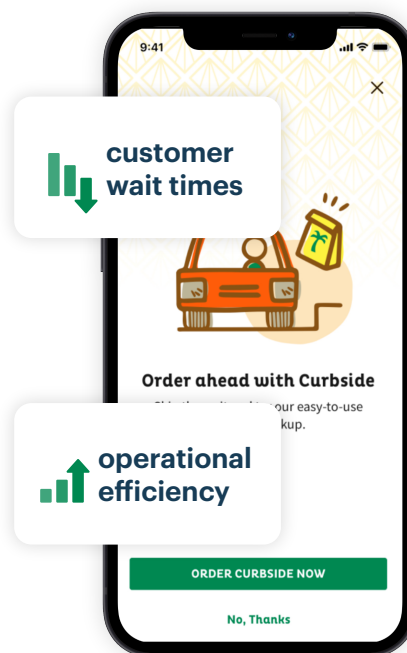 9:41
customer
wait times
Order ahead with Curbside
our easy-to-use
kup.
operational
efficiency
ORDER CURBSIDE NOW
No, Thanks